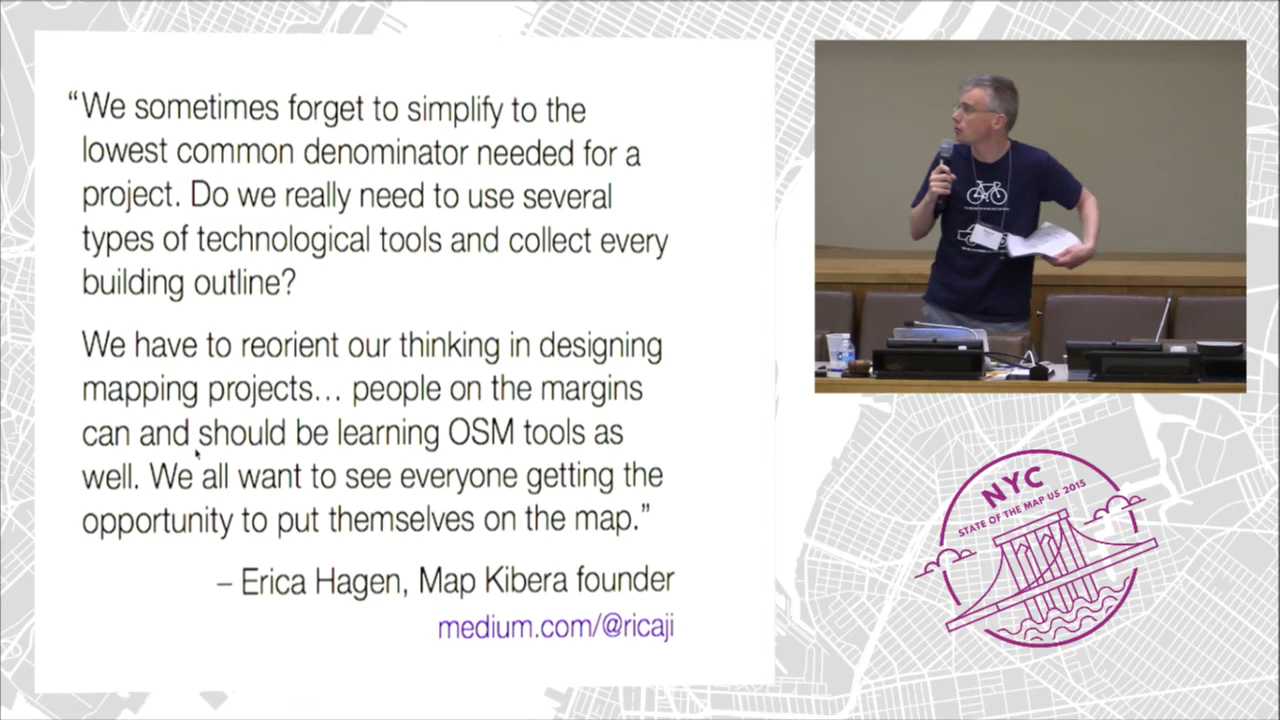 “We sometimes forget to simplify to the
lowest common denominator needed for a
project. Do we really need to use several
types of technological tools and collect every
building outline?
We have to reorient our thinking in designing
mapping projects… people on the margins
can and should be learning OSM tools as
well. We all want to see everyone getting the
opportunity to put themselves on the map.”
– Erica Hagen, Map Kibera founder
medium.com/@ricaji
NYC
STATE OF THE MAP US 2015